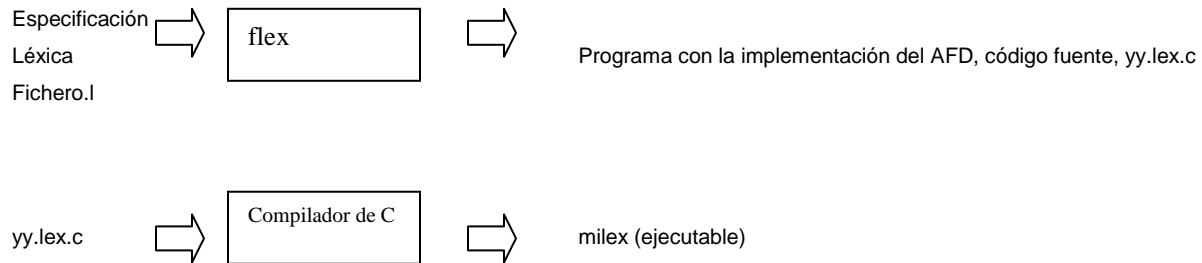 Especificación
Léxica
Fichero.l
flex
Programa con la implementación del AFD, código fuente, yy.lex.c
yy.lex.c
Compilador de C
milex (ejecutable)